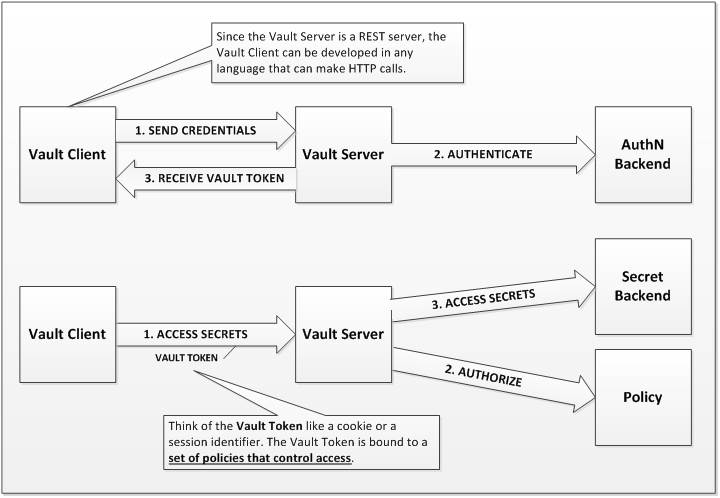 Since the Vault Server is a REST server, the
Vault Client can be developed in any
language that can make HTTP calls.
Vault Client
1. SEND CREDENTIALS
3. RECEIVE VAULT TOKEN
Vault Server
2. AUTHENTICATE
AuthN
Backend
Vault Client
1. ACCESS SECRETS
VAULT TOKEN
Vault Server
3. ACCESS SECRETS
2. AUTHORIZE
Secret
Backend
Policy
Think of the Vault Token like a cookie or a
session identifier. The Vault Token is bound to a
set of policies that control access.